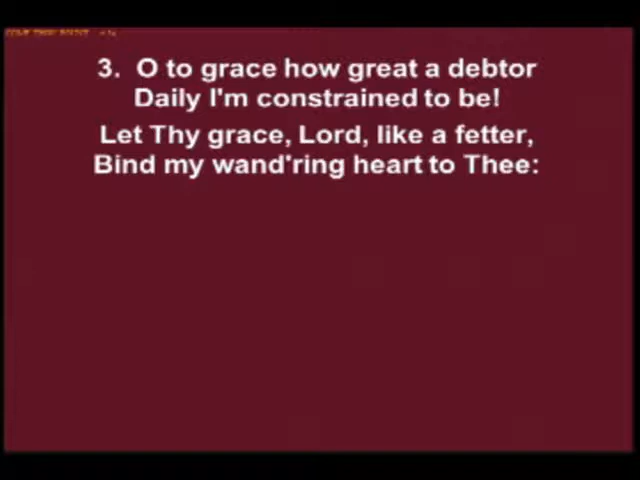 3. O to grace how great a debtor
Daily I'm constrained to be!
Let Thy grace, Lord, like a fetter,
Bind my wand'ring heart to Thee: